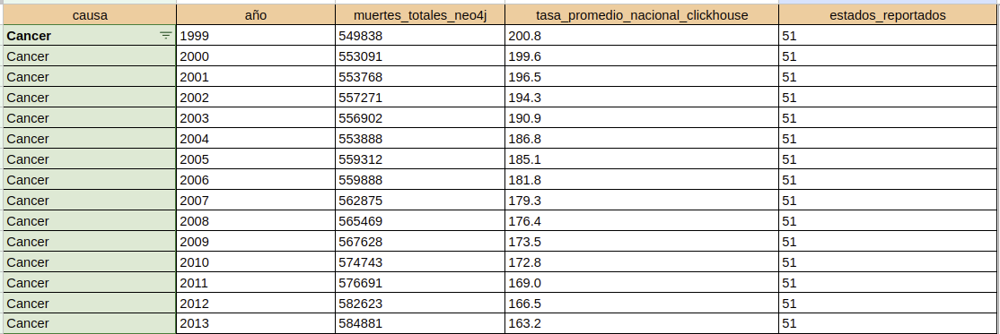 causa año muertes_totales_neo4j tasa_promedio_nacional_clickhouse estados_reportados
Cancer 1999 549838 200.8 51
Cancer 2000 553091 199.6 51
Cancer 2001 553768 196.5 51
Cancer 2002 557271 194.3 51
Cancer 2003 556902 190.9 51
Cancer 2004 553888 186.8 51
Cancer 2005 559312 185.1 51
Cancer 2006 559888 181.8 51
Cancer 2007 562875 179.3 51
Cancer 2008 565469 176.4 51
Cancer 2009 567628 173.5 51
Cancer 2010 574743 172.8 51
Cancer 2011 576691 169.0 51
Cancer 2012 582623 166.5 51
Cancer 2013 584881 163.2 51